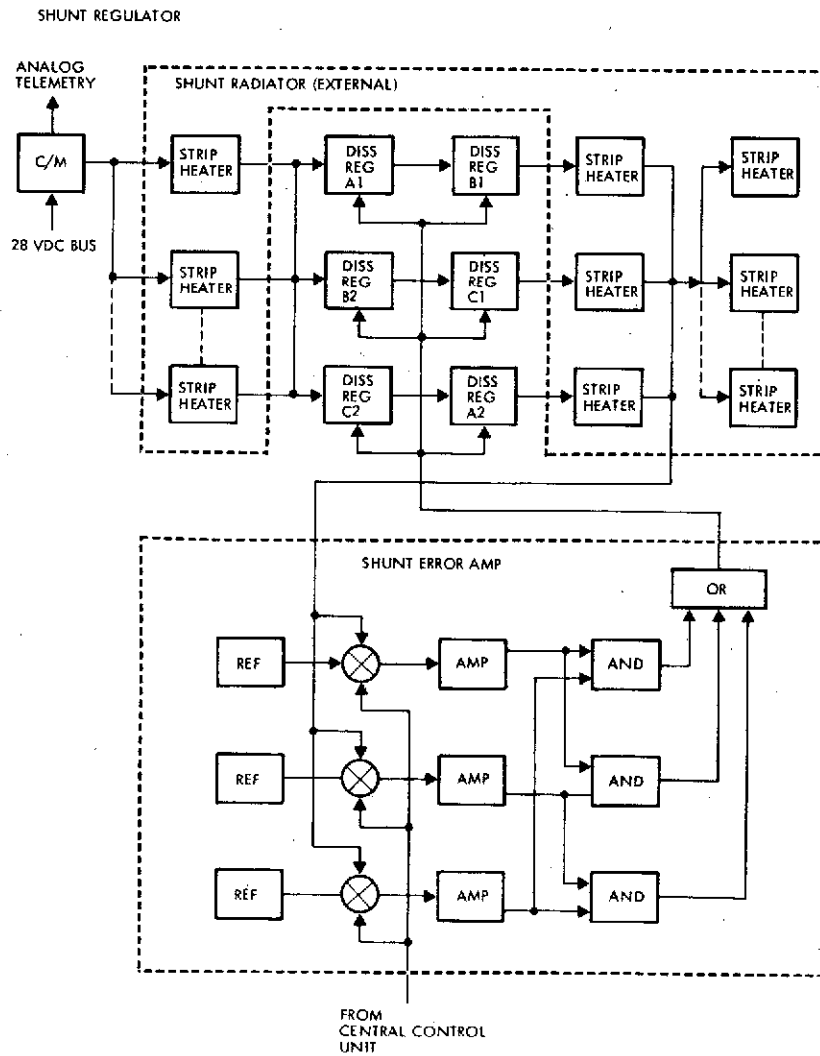 SHUNT REGULATOR
ANALOG
TELEMETRY
SHUNT RADIATOR (EXTERNAL)
C/M
28 VDC BUS
STRIP
HEATER
DISS
REG
A1
DISS
REG
B1
STRIP
HEATER
STRIP
HEATER
STRIP
HEATER
DISS
REG
B2
DISS
REG
C1
STRIP
HEATER
STRIP
HEATER
STRIP
HEATER
DISS
REG
C2
DISS
REG
A2
STRIP
HEATER
STRIP
HEATER
SHUNT ERROR AMP
OR
REF
AMP
AND
REF
AMP
AND
REF
AMP
AND
FROM
CENTRAL CONTROL
UNIT